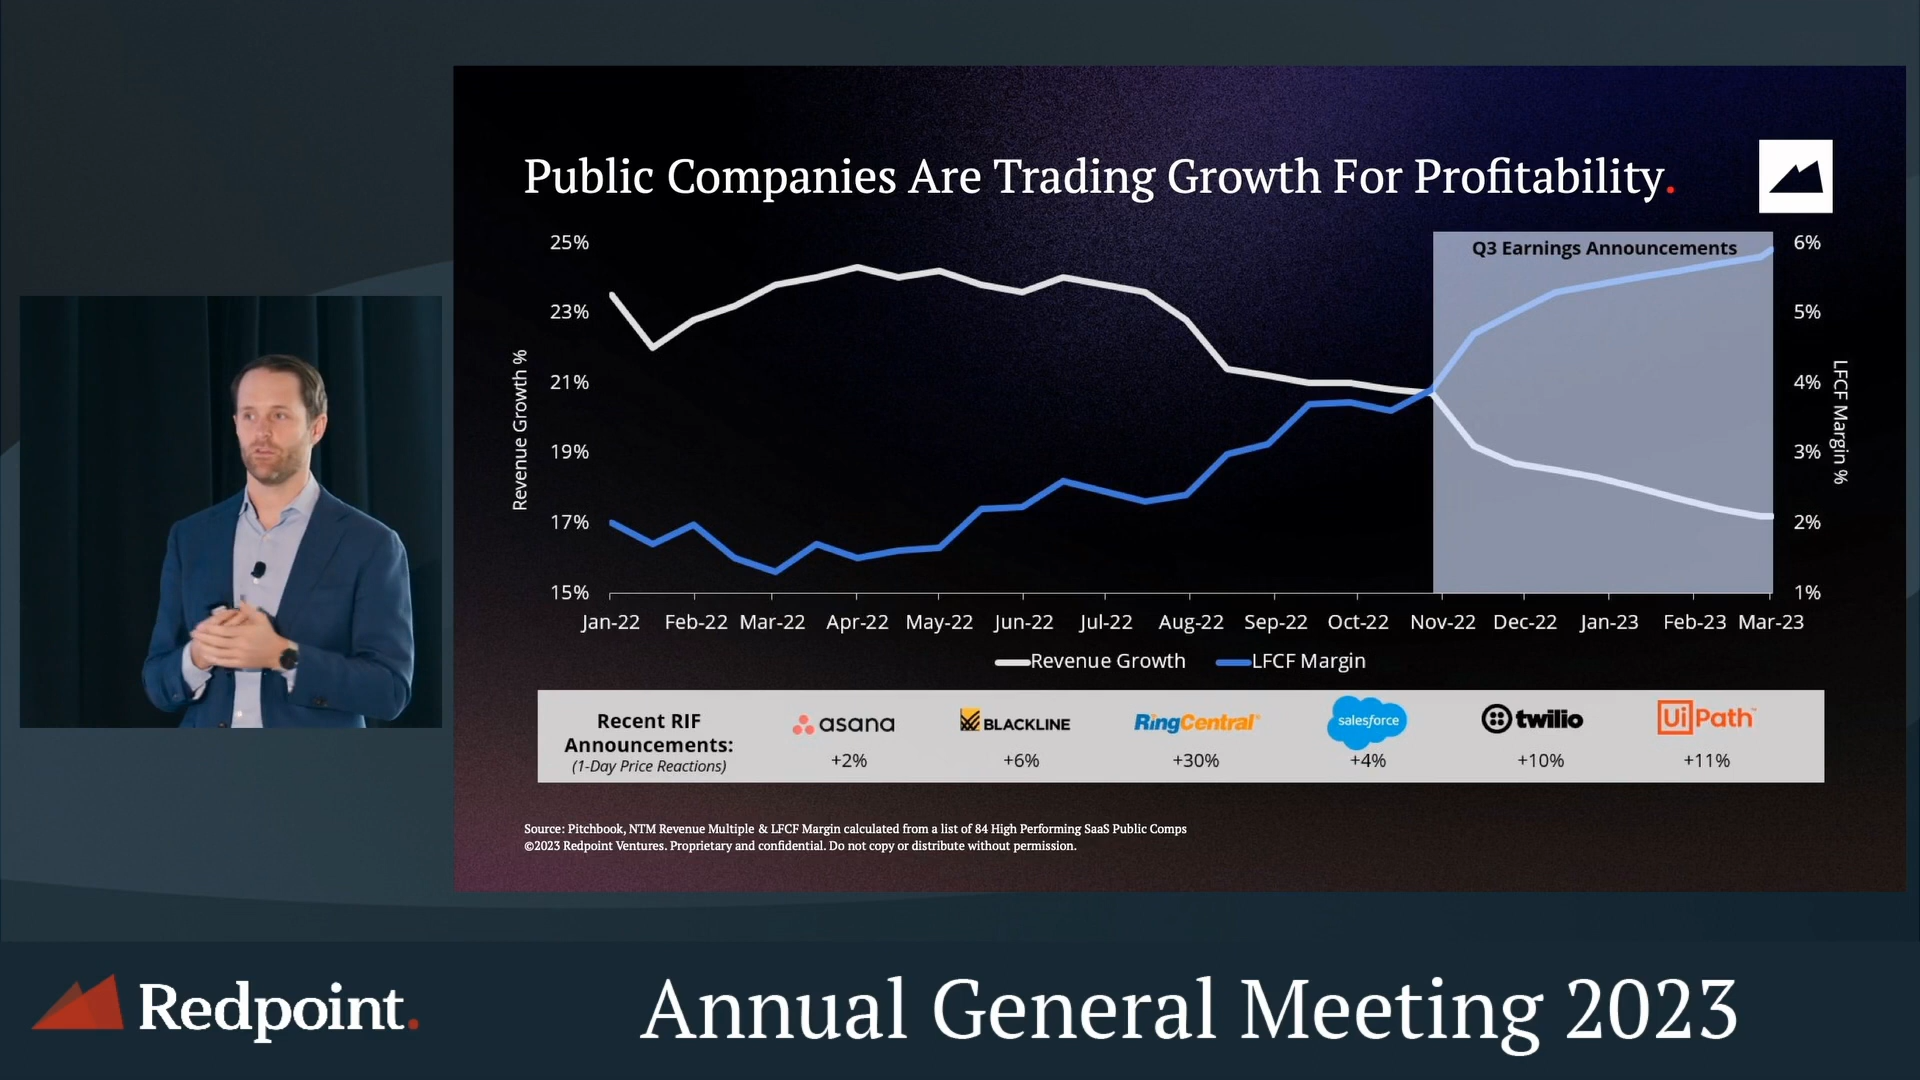 Public Companies Are Trading Growth For Profitability.
25%
23%
21%
19%
17%
15%
Revenue Growth %
Q3 Earnings Announcements
6%
5%
4%
3%
2%
1%
LFCF Margin %
Jan-22 Feb-22 Mar-22 Apr-22 May-22 Jun-22 Jul-22 Aug-22 Sep-22 Oct-22 Nov-22 Dec-22 Jan-23 Feb-23 Mar-23
Revenue Growth LFCF Margin
Recent RIF
Announcements:
(1-Day Price Reactions)
asana
+2%
BLACKLINE
+6%
RingCentral®
+30%
salesforce
+4%
twilio
+10%
UiPath™
+11%
Source: Pitchbook, NTM Revenue Multiple & LFCF Margin calculated from a list of 84 High Performing SaaS Public Comps
©2023 Redpoint Ventures. Proprietary and confidential. Do not copy or distribute without permission.
Redpoint.
Annual General Meeting 2023